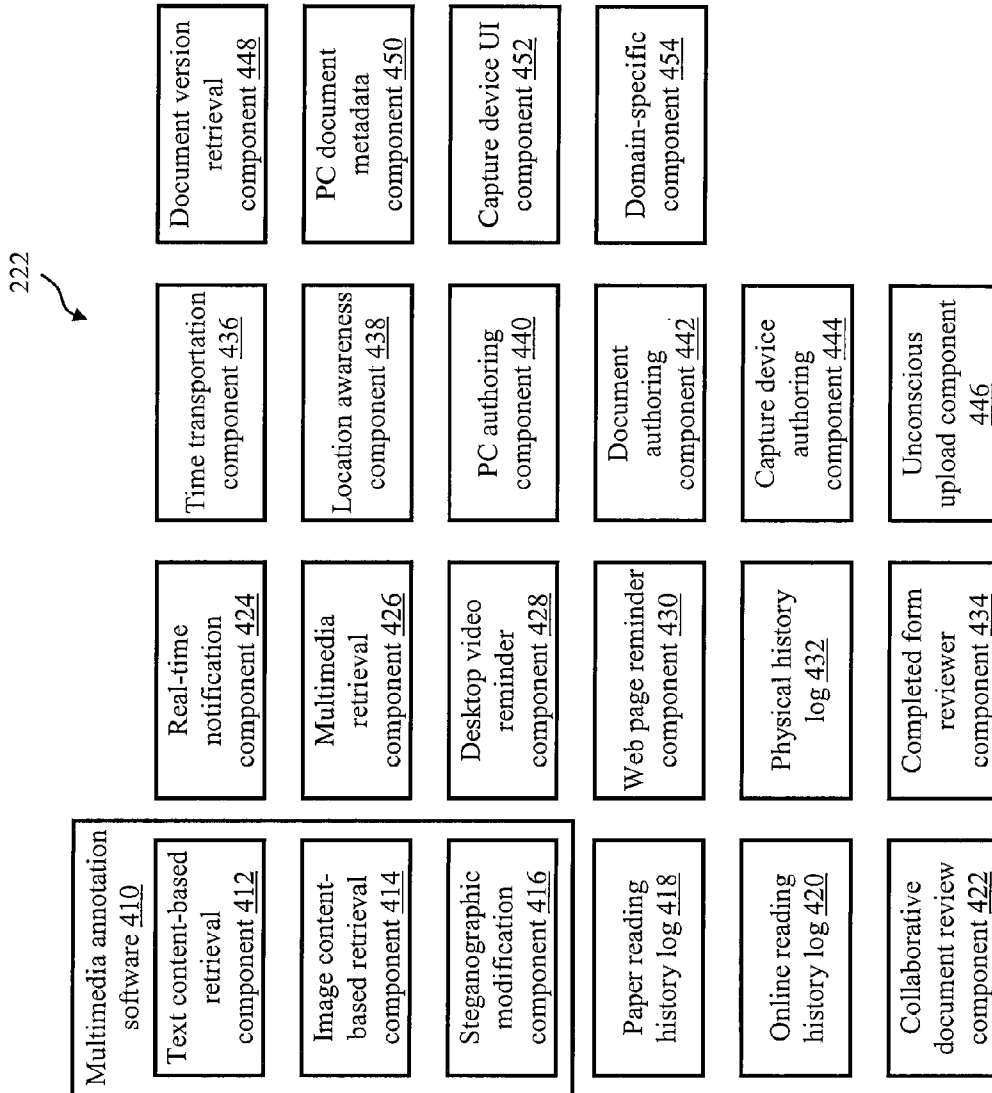 222
Multimedia annotation
software 410
Text content-based
retrieval
component 412
Image content-
based retrieval
component 414
Steganographic
modification
component 416
Paper reading
history log 418
Online reading
history log 420
Collaborative
document review
component 422
Real-time
notification
component 424
Multimedia
retrieval
component 426
Desktop video
reminder
component 428
Web page reminder
component 430
Physical history
log 432
Completed form
reviewer
component 434
Time transportation
component 436
Location awareness
component 438
PC authoring
component 440
Document
authoring
component 442
Capture device
authoring
component 444
Unconscious
upload component
446
Document version
retrieval
component 448
PC document
metadata
component 450
Capture device UI
component 452
Domain-specific
component 454